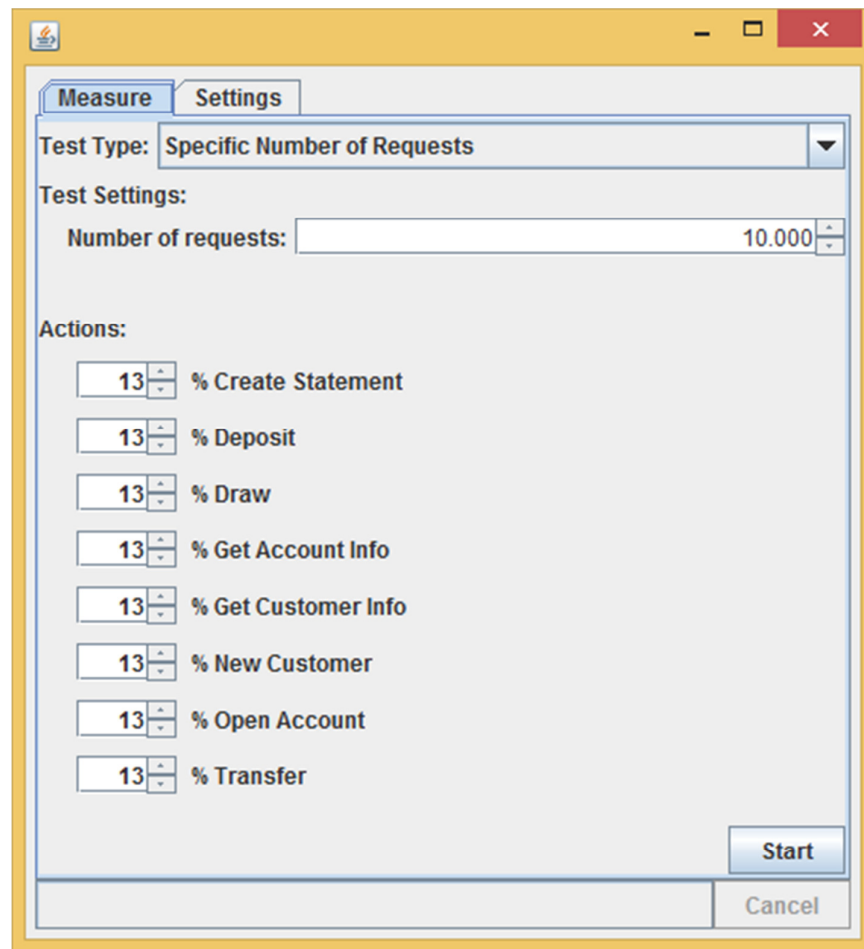 Measure Settings
Test Type: Specific Number of Requests
Test Settings:
Number of requests: 10.000
Actions:
13 % Create Statement
13 % Deposit
13 % Draw
13 % Get Account Info
13 % Get Customer Info
13 % New Customer
13 % Open Account
13 % Transfer
Start
Cancel